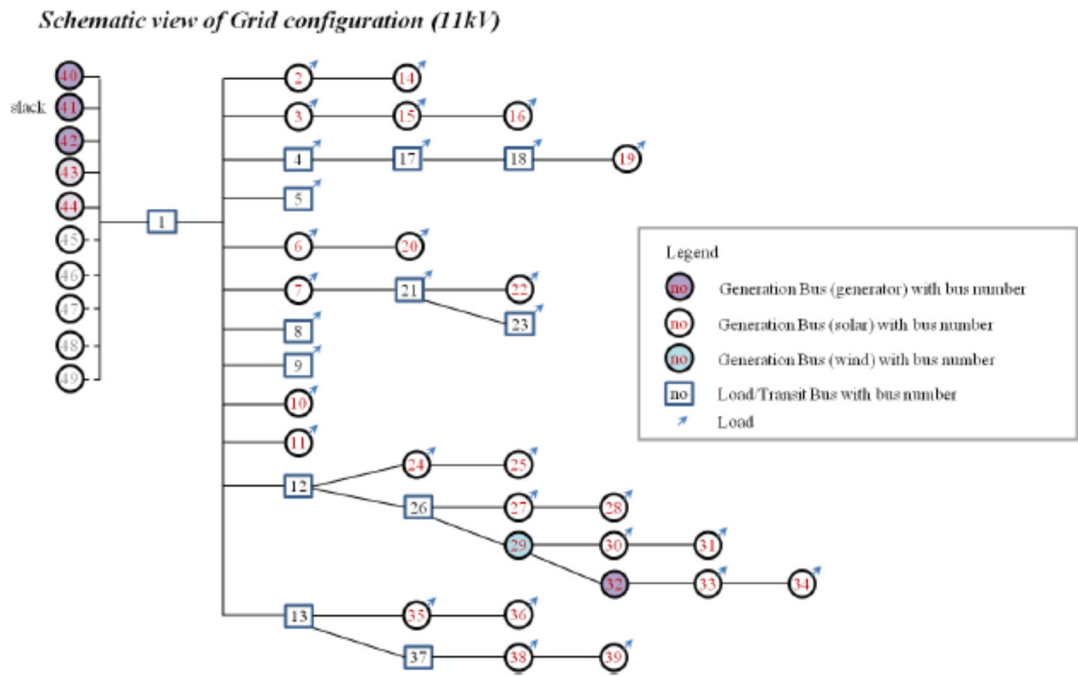 Schematic view of Grid configuration (11kV)
40
slack 41
42
43
44
45
46
47
48
49
1
2 14
3 15 16
4 17 18 19
5
6 20
7 21 22
23
8
9
10
11
24 25
12
26 27 28
29 30 31
32 33 34
13 35 36
37 38 39
Legend
no Generation Bus (generator) with bus number
no Generation Bus (solar) with bus number
no Generation Bus (wind) with bus number
no Load/Transit Bus with bus number
Load